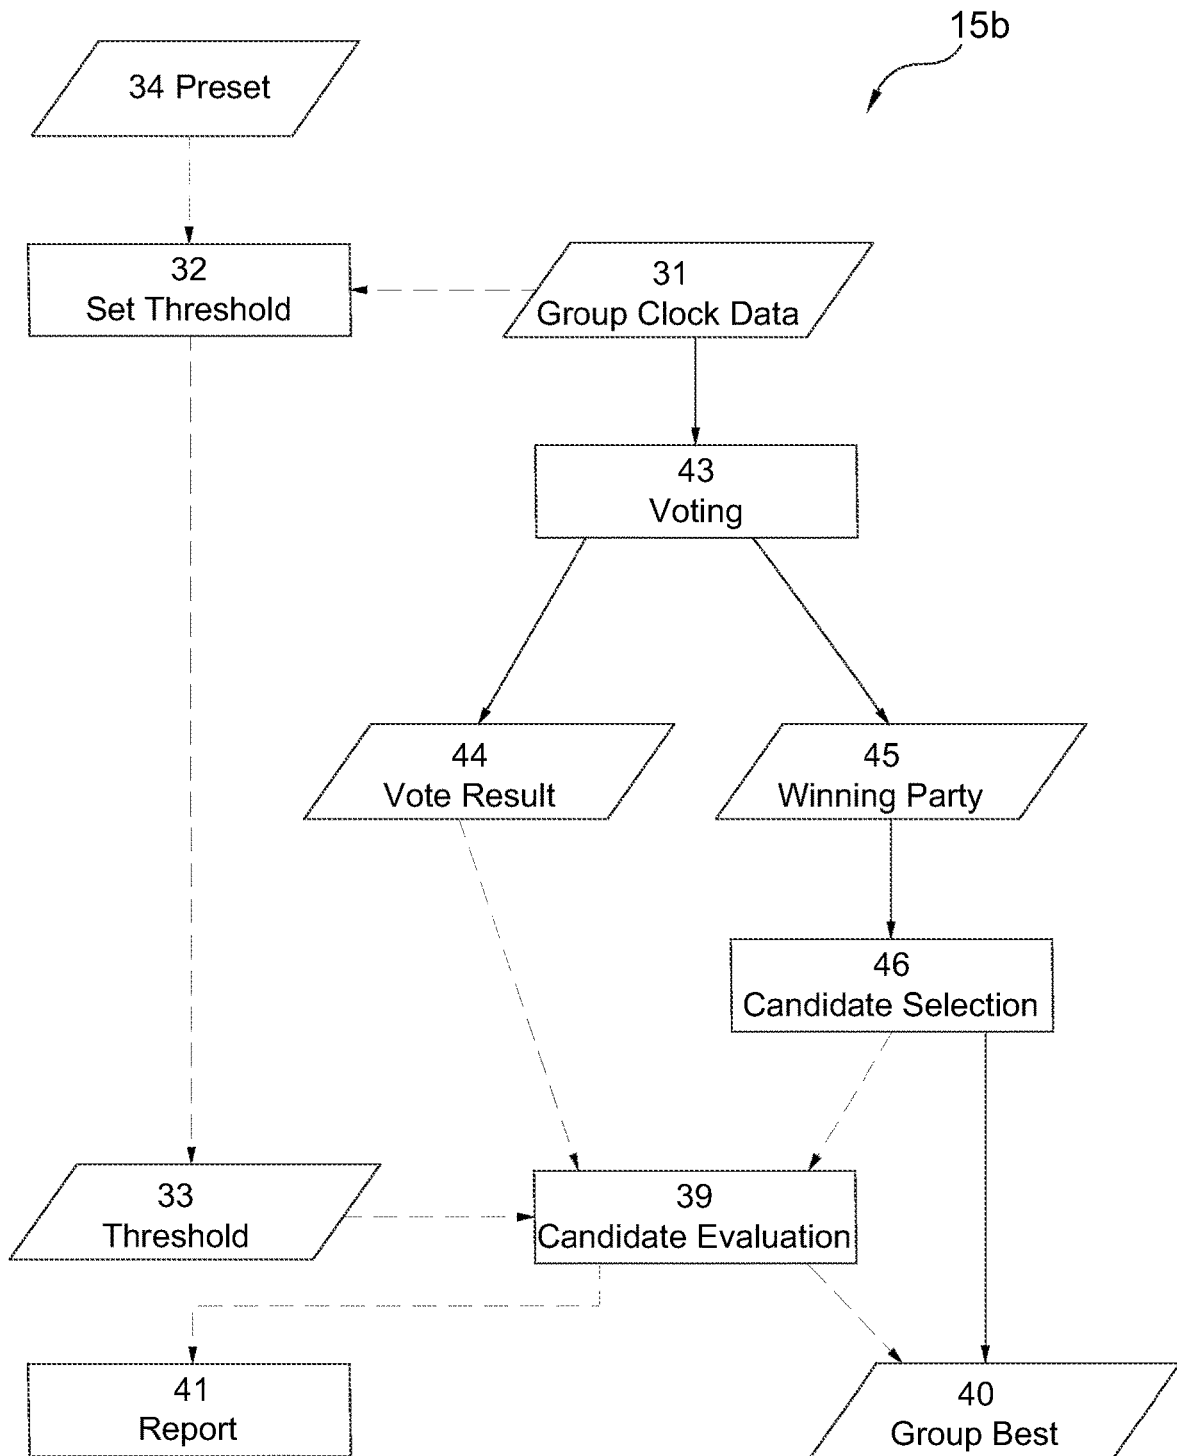 15b
34 Preset
32
Set Threshold
31
Group Clock Data
43
Voting
44
Vote Result
45
Winning Party
46
Candidate Selection
33
Threshold
39
Candidate Evaluation
41
Report
40
Group Best